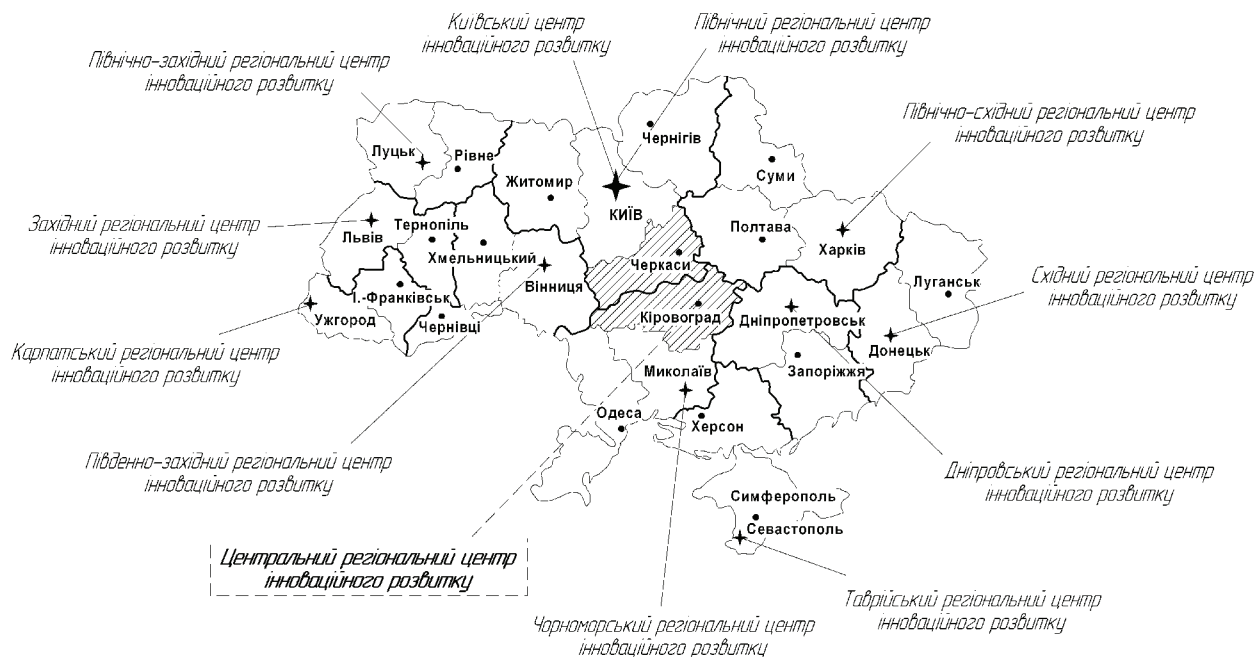 Київський центр
інноваційного розвитку
Північний регіональний центр
інноваційного розвитку
Північно-західний регіональний центр
інноваційного розвитку
Північно-східний регіональний центр
інноваційного розвитку
Чернігів
Луцьк
Рівне
Суми
Житомир
КИЇВ
Західний регіональний центр
інноваційного розвитку
Львів
Тернопіль
Хмельницький
Вінниця
Черкаси
Полтава
Харків
Луганськ
Східний регіональний центр
інноваційного розвитку
І.-Франківськ
Ужгород
Чернівці
Кіровоград
Дніпропетровськ
Донецьк
Карпатський регіональний центр
інноваційного розвитку
Миколаїв
Запоріжжя
Одеса
Херсон
Південно-західний регіональний центр
інноваційного розвитку
Дніпровський регіональний центр
інноваційного розвитку
Симферополь
Севастополь
Центральний регіональний центр
інноваційного розвитку
Таврійський регіональний центр
інноваційного розвитку
Чорноморський регіональний центр
інноваційного розвитку